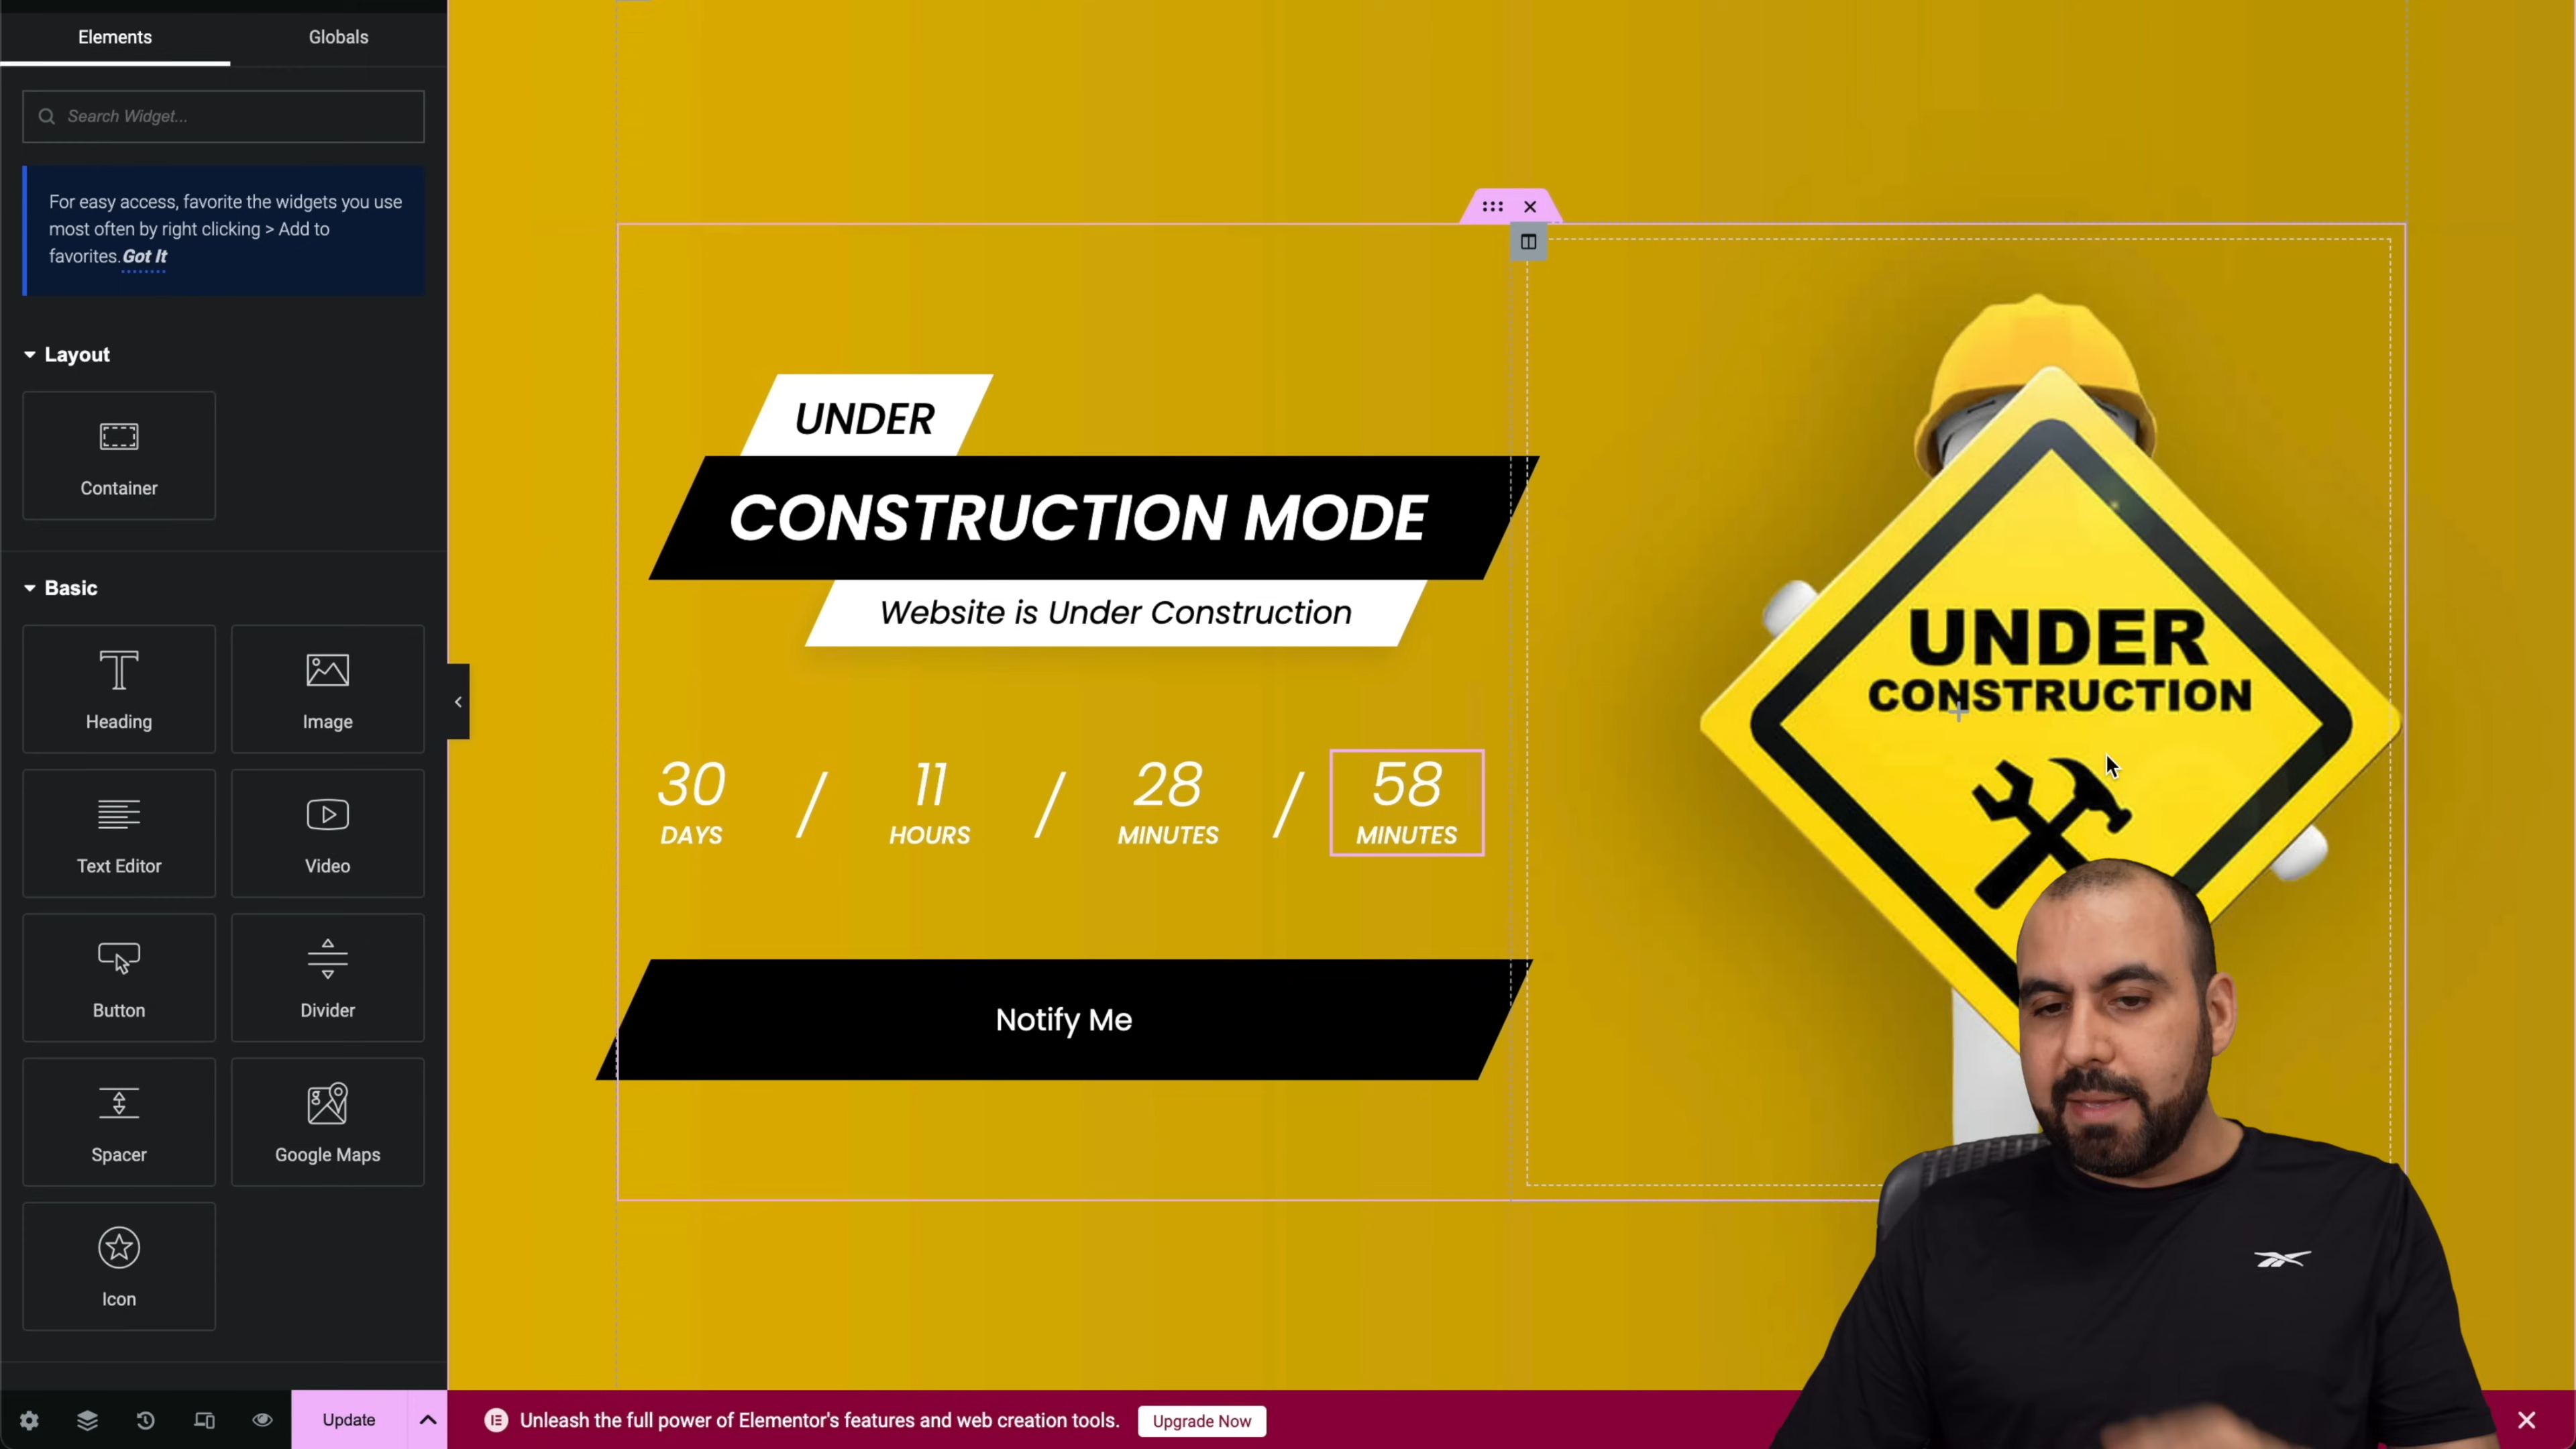 Elements
Globals
Search Widget...
For easy access, favorite the widgets you use
most often by right clicking > Add to
favorites. Got It
Layout
Container
Basic
Heading
Image
Text Editor
Video
Button
Divider
Spacer
Google Maps
Icon
Update
UNDER
CONSTRUCTION MODE
Website is Under Construction
30
DAYS
/
11
HOURS
/
28
MINUTES
/
58
MINUTES
Notify Me
UNDER
CONSTRUCTION
Unleash the full power of Elementor's features and web creation tools.
Upgrade Now